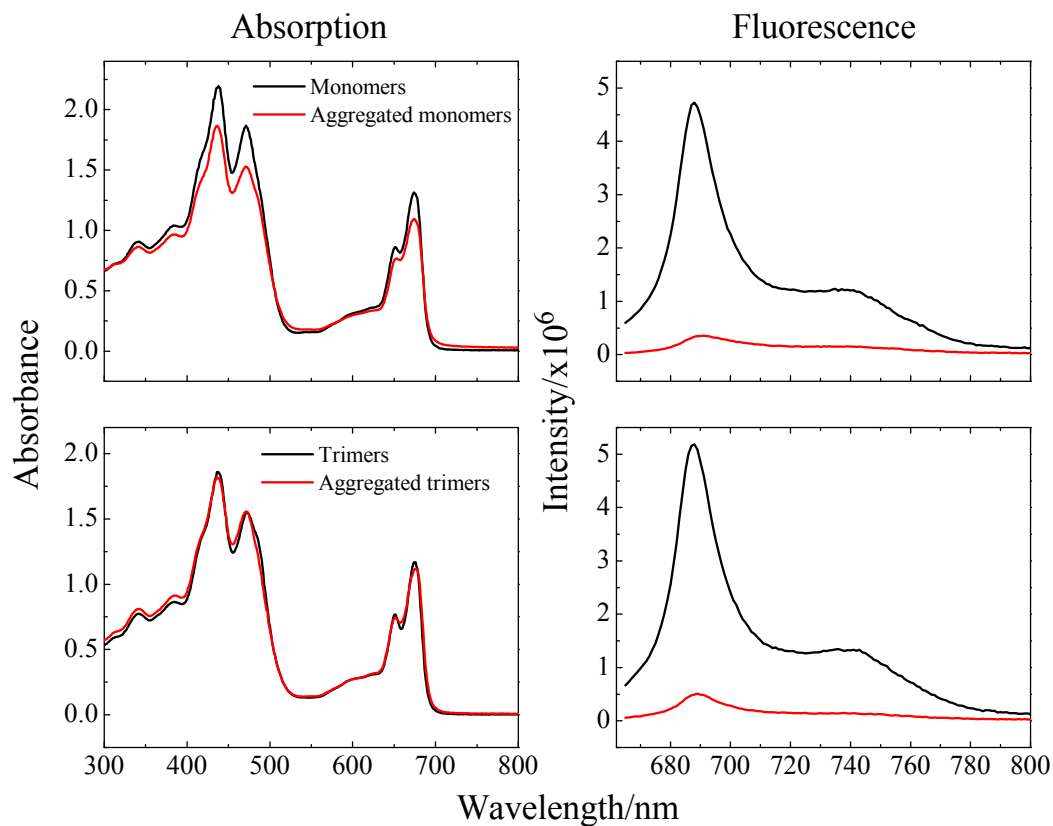 Absorption
Fluorescence
Absorbance
2.0
1.5
1.0
0.5
0.0
Monomers
Aggregated monomers
2.0
1.5
1.0
0.5
0.0
Trimers
Aggregated trimers
300 400 500 600 700 800
Intensity/x10^6
5
4
3
2
1
0
5
4
3
2
1
0
680 700 720 740 760 780 800
Wavelength/nm